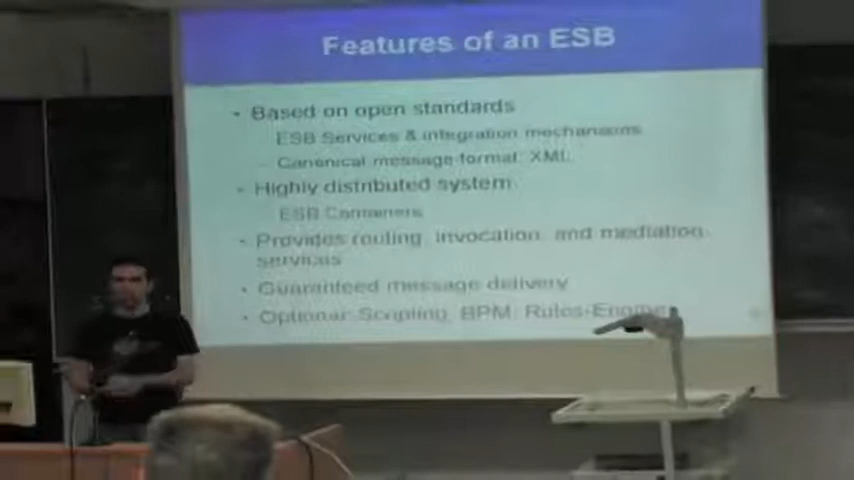 Features of an ESB
- Based on open standards
ESB Services & integration mechanisms
- Canonical message format: XML
- Highly distributed system
ESB Containers
- Provides routing, invocation, and mediation
services
- Guaranteed message delivery
- Optional: Scripting, BPM, Rules-Engine